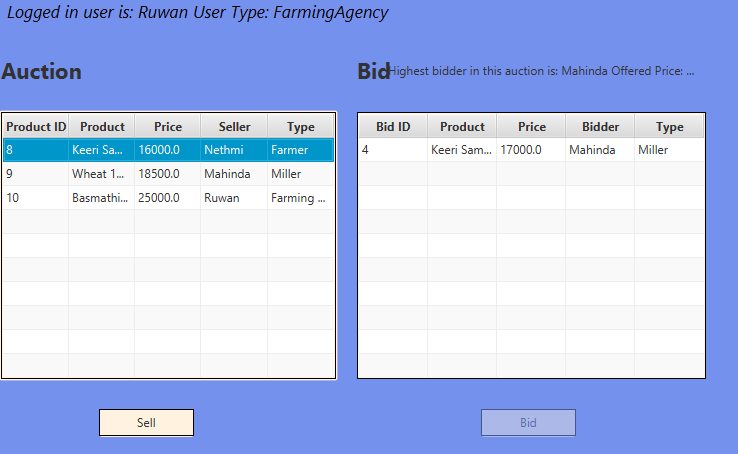 Logged in user is: Ruwan User Type: FarmingAgency
Auction
Bid
Highest bidder in this auction is: Mahinda Offered Price: ...
Product ID Product Price Seller Type
8 Keeri Sa... 16000.0 Nethmi Farmer
9 Wheat 1... 18500.0 Mahinda Miller
10 Basmathi... 25000.0 Ruwan Farming ...
Bid ID Product Price Bidder Type
4 Keeri Sam... 17000.0 Mahinda Miller
Sell
Bid